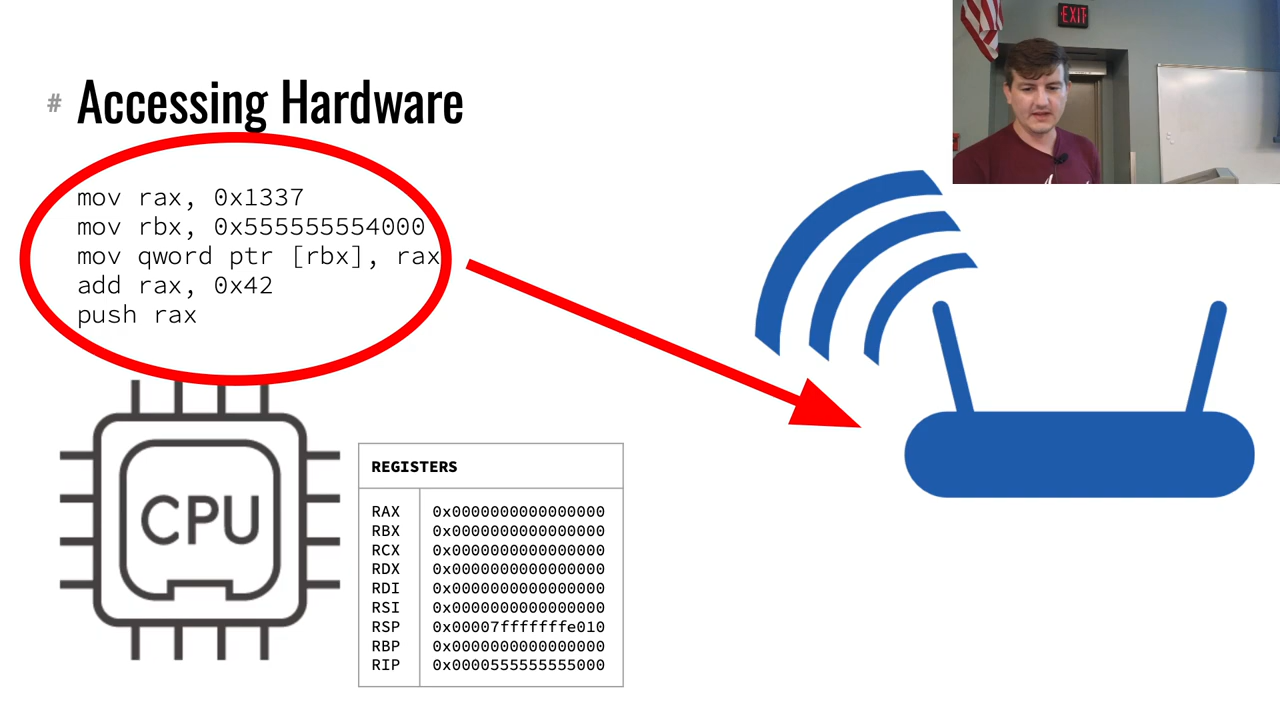 # Accessing Hardware
EXIT
mov rax, 0x1337
mov rbx, 0x555555554000
mov qword ptr [rbx], rax
add rax, 0x42
push rax
CPU
REGISTERS
RAX 0x0000000000000000
RBX 0x0000000000000000
RCX 0x0000000000000000
RDX 0x0000000000000000
RDI 0x0000000000000000
RSI 0x0000000000000000
RSP 0x00007fffffffe010
RBP 0x0000000000000000
RIP 0x0000555555555000